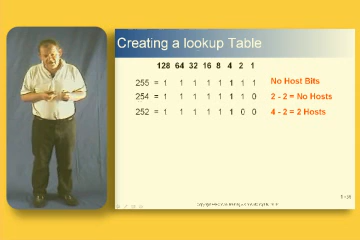 Creating a lookup Table
128 64 32 16 8 4 2 1
255 = 1 1 1 1 1 1 1 1 No Host Bits
254 = 1 1 1 1 1 1 1 0 2 - 2 = No Hosts
252 = 1 1 1 1 1 1 0 0 4 - 2 = 2 Hosts